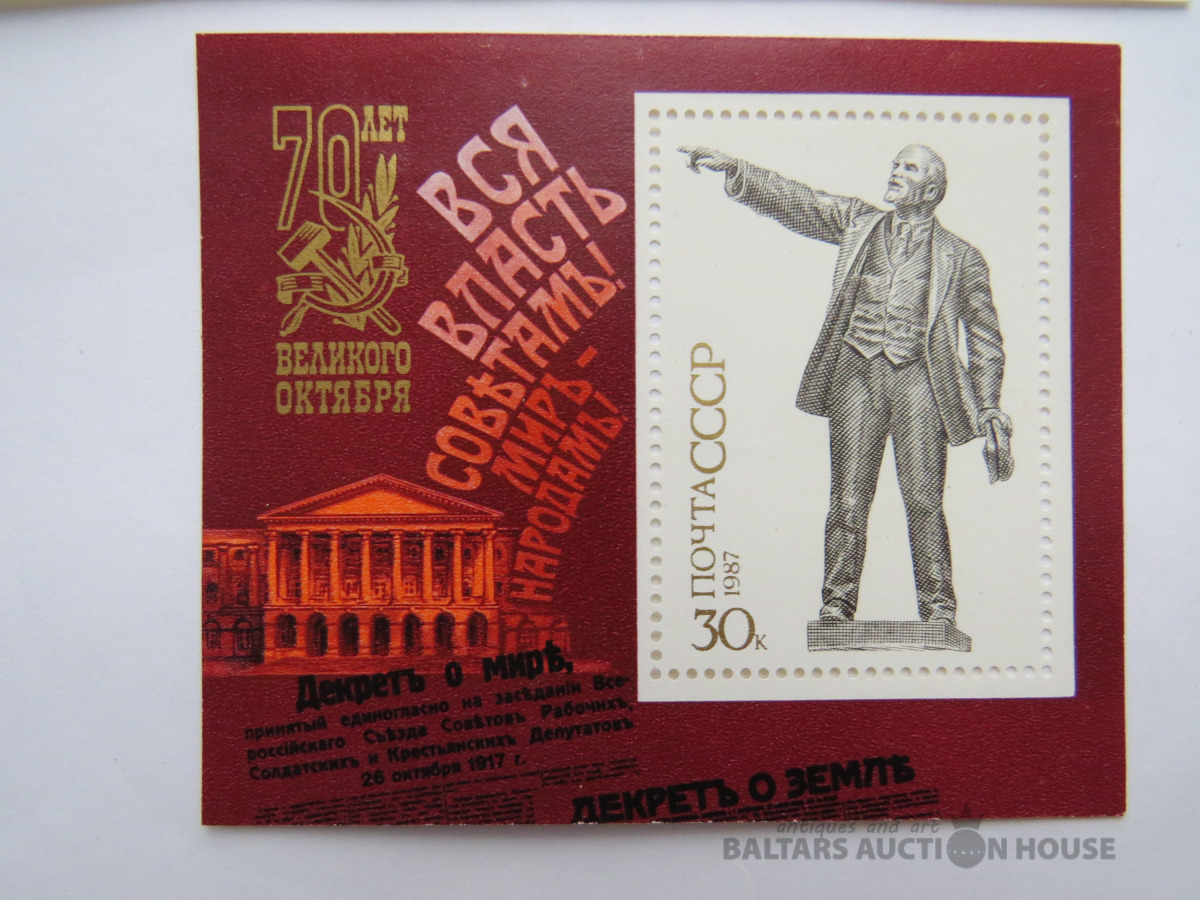 70 ЛЕТ
ВЕЛИКОГО
ОКТЯБРЯ
ВСЯ
ВЛАСТЬ
СОВѢТАМЪ!
МИРЪ –
НАРОДАМЪ!
ПОЧТА СССР
1987
30 к
Декретъ о мирѣ,
принятый единогласно на засѣданіи Все-
россійскаго Съѣзда Совѣтовъ Рабочихъ,
Солдатскихъ и Крестьянскихъ Депутатовъ
26 октября 1917 г.
ДЕКРЕТЪ О ЗЕМЛѢ
antiques and art
BALTARS AUCTION HOUSE